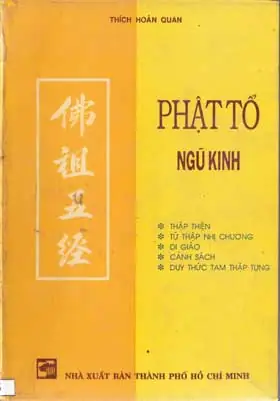 THÍCH HOÀN QUAN
佛祖五经
PHẬT TỔ
NGŨ KINH
❋ THẬP THIỆN
❋ TỨ THẬP NHỊ CHƯƠNG
❋ DI GIÁO
❋ CẢNH SÁCH
❋ DUY THỨC TAM THẬP TỤNG
NHÀ XUẤT BẢN THÀNH PHỐ HỒ CHÍ MINH